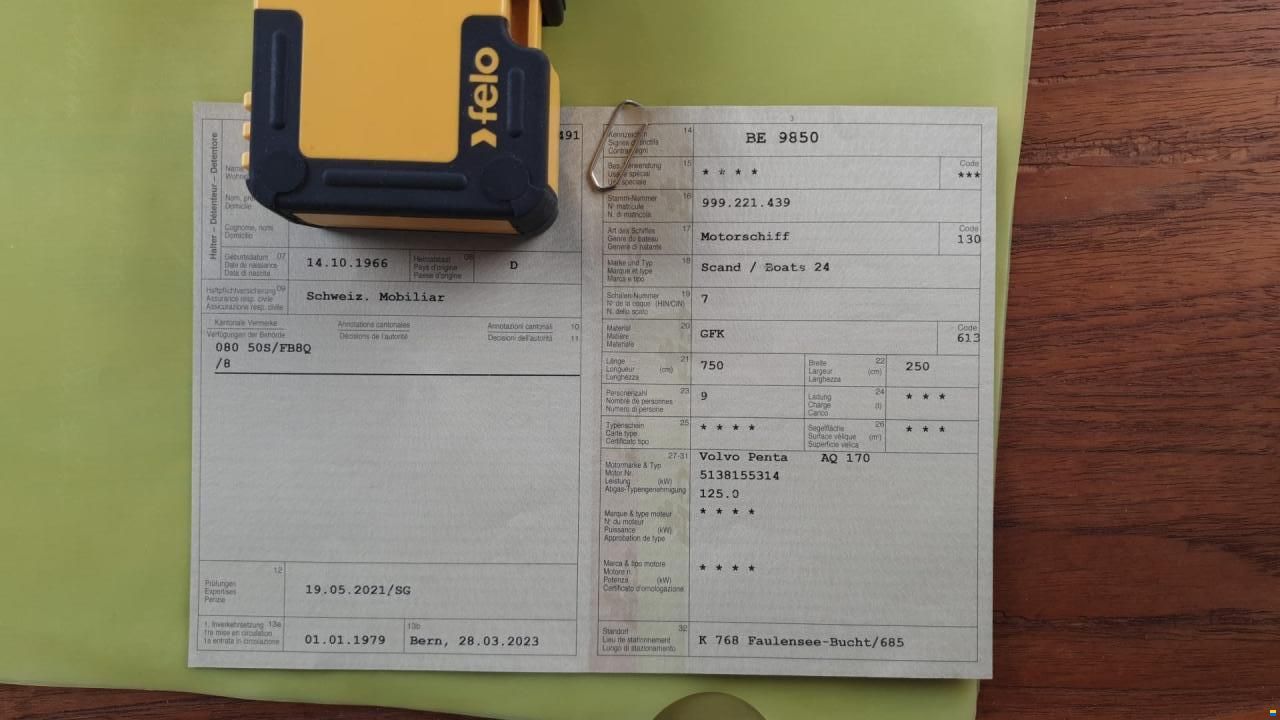 felo
491
Halter – Détenteur – Detentore
Name
Nom, pré
Domicile
Cognome, nomi
Domicilio
Geburtsdatum 07
Date de naissance
Data di nascita
14.10.1966
Heimatstaat 08
Pays d'origine
Paese d'origine
D
Haftpflichtversicherung 09
Assurance resp. civile
Assicurazione resp. civile
Schweiz. Mobiliar
Kantonale Vermerke Annotations cantonales Annotazioni cantonali 10
Verfügungen der Behörde Décisions de l'autorité Decisioni dell'autorità 11
080 50S/FB8Q
/8
12
Prüfungen
Expertises
Perizie
19.05.2021/SG
1. Inverkehrsetzung 13a
1re mise en circulation
1a entrata in circolazione
01.01.1979
13b
Bern, 28.03.2023
3
14
BE 9850
15
* * * *
Code
***
Stamm-Nummer 16
N° matricule
N. di matricola
999.221.439
Art des Schiffes 17
Genre du bateau
Genere di natante
Motorschiff
Code
130
Marke und Typ 18
Marque et type
Marca e tipo
Scand / Boats 24
Schalen-Nummer 19
N° de la coque (HIN/CIN)
N. dello scafo
7
Material 20
Matière
Materiale
GFK
Code
613
Länge 21
Longueur (cm)
Lunghezza
750
Breite 22
Largeur (cm)
Larghezza
250
Personenzahl 23
Nombre de personnes
Numero di persone
9
Ladung 24
Charge (t)
Carico
* * *
Typenschein 25
Carte type
Certificato tipo
* * * *
Segelfläche 26
Surface vélique (m²)
Superficie velica
* * *
27-31
Motormarke & Typ
Motor Nr.
Leistung (kW)
Abgas-Typengenehmigung
Volvo Penta AQ 170
5138155314
125.0
* * * *
Marque & type moteur
N° du moteur
Puissance (kW)
Approbation de type
Marca & tipo motore
Motore n.
Potenza (kW)
Certificato d'omologazione
* * * *
Standort 32
Lieu de stationnement
Luogo di stazionamento
K 768 Faulensee-Bucht/685